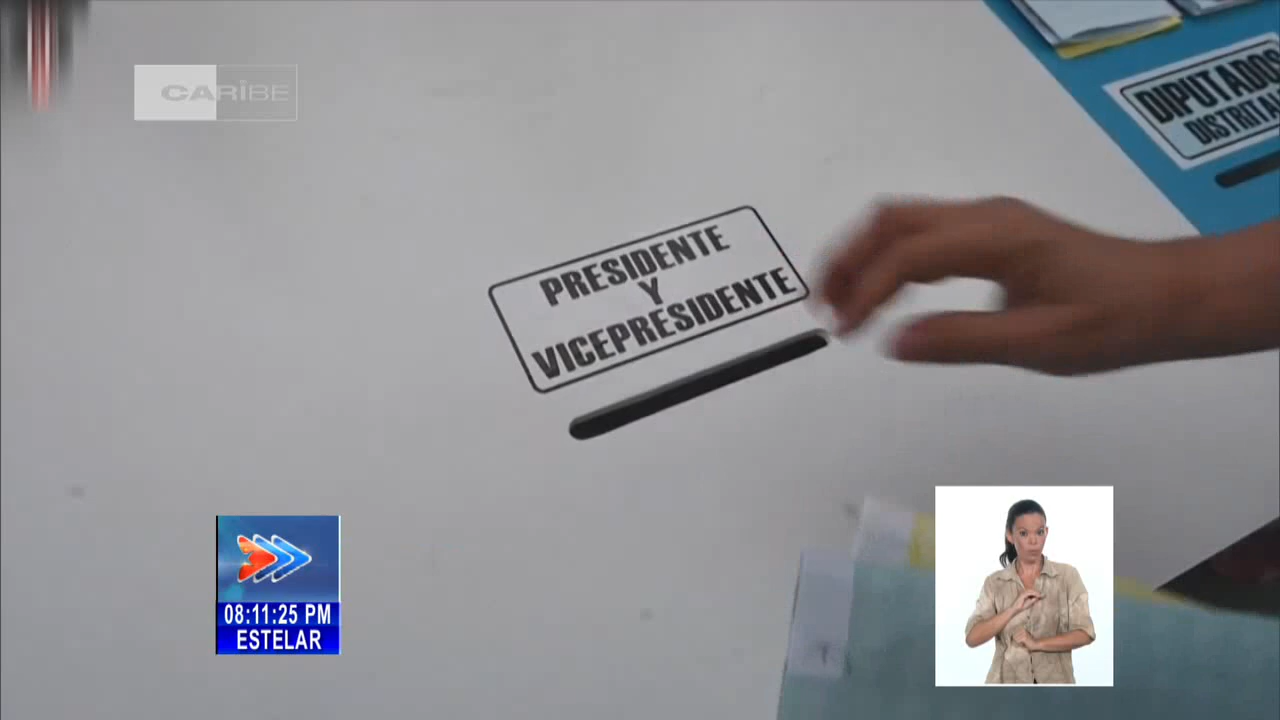 CARIBE
DIPUTADOS
PRESIDENTE
Y
VICEPRESIDENTE
08:11:25 PM
ESTELAR